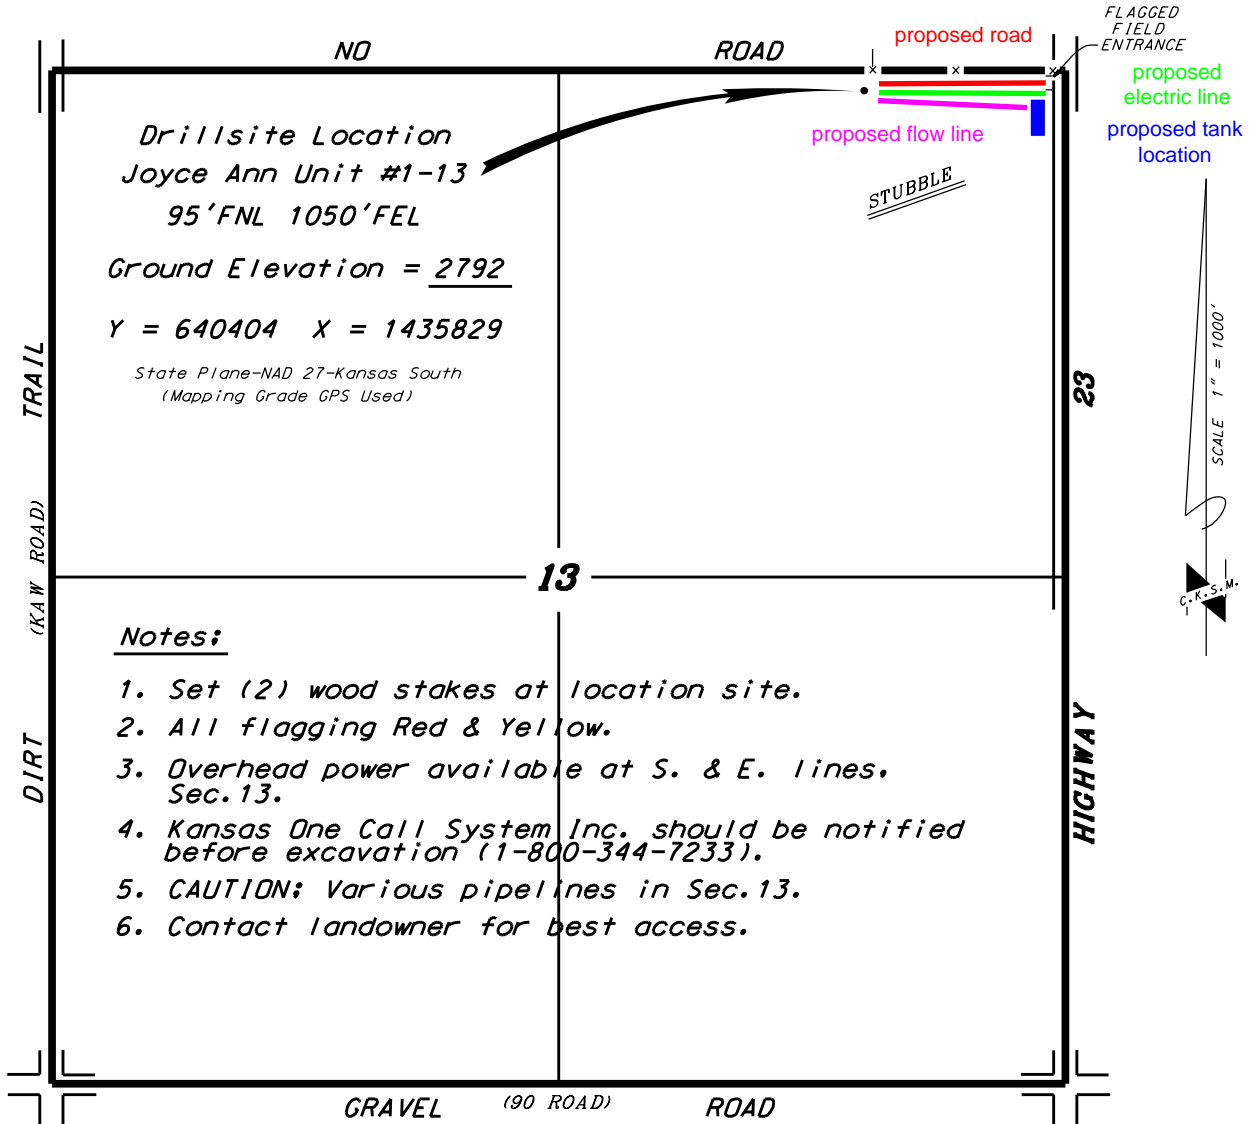 FLAGGED
FIELD
ENTRANCE
NO ROAD
proposed road
proposed
electric line
proposed tank
location
proposed flow line
Drillsite Location
Joyce Ann Unit #1-13
95'FNL 1050'FEL
Ground Elevation = 2792
Y = 640404 X = 1435829
State Plane-NAD 27-Kansas South
(Mapping Grade GPS Used)
STUBBLE
DIRT (KAW ROAD) TRAIL
HIGHWAY 23
SCALE 1" = 1000'
C.K.S.M.
13
Notes:
1. Set (2) wood stakes at location site.
2. All flagging Red & Yellow.
3. Overhead power available at S. & E. lines,
Sec.13.
4. Kansas One Call System Inc. should be notified
before excavation (1-800-344-7233).
5. CAUTION: Various pipelines in Sec.13.
6. Contact landowner for best access.
GRAVEL (90 ROAD) ROAD